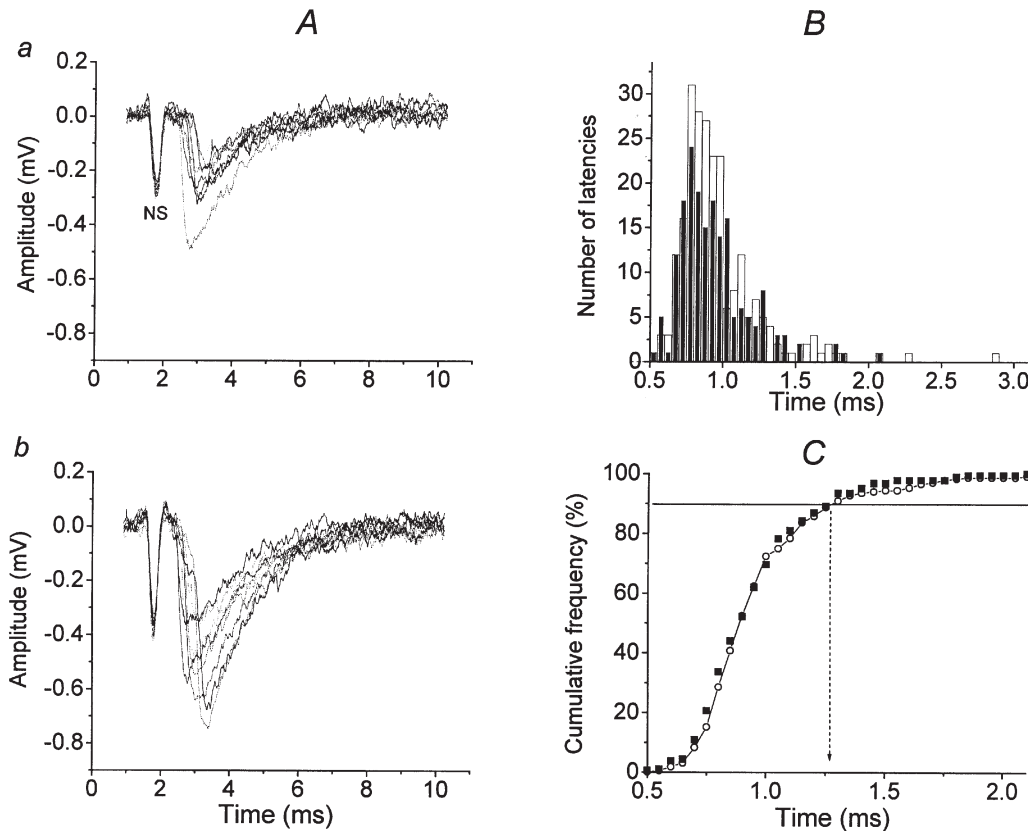 A
a
0.2
0.0
-0.2
-0.4
-0.6
-0.8
Amplitude (mV)
NS
0 2 4 6 8 10
B
30
25
20
15
10
5
0
Number of latencies
0.5 1.0 1.5 2.0 2.5 3.0
Time (ms)
b
0.2
0.0
-0.2
-0.4
-0.6
-0.8
Amplitude (mV)
0 2 4 6 8 10
Time (ms)
C
100
80
60
40
20
0
Cumulative frequency (%)
0.5 1.0 1.5 2.0
Time (ms)